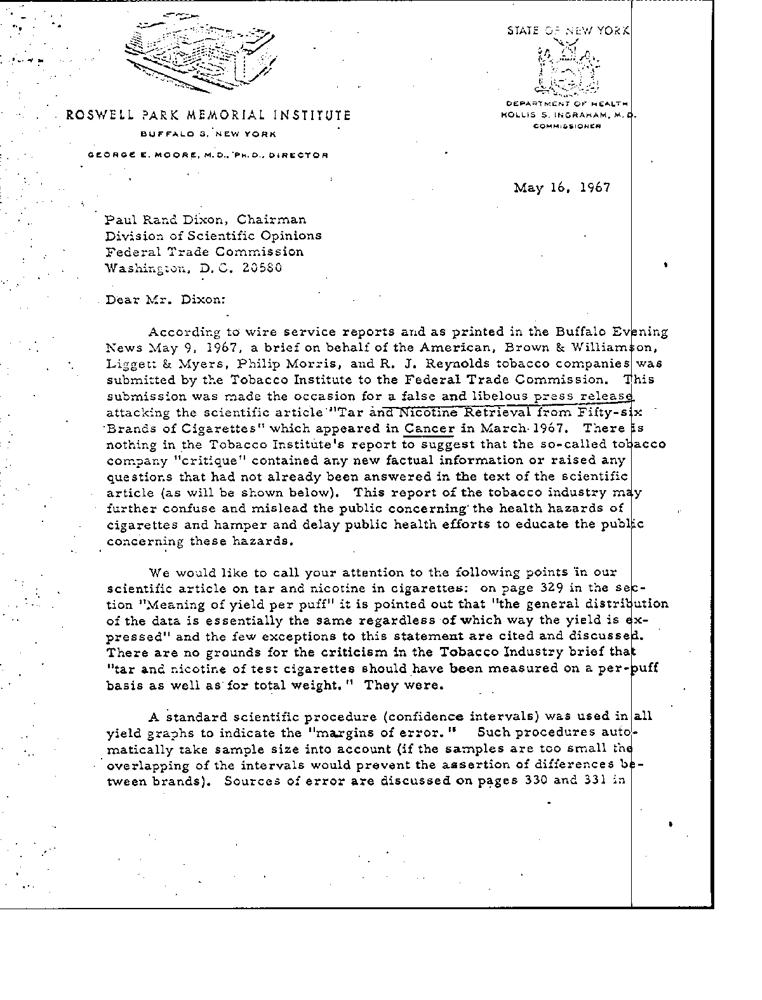 STATE OF NEW YORK
DEPARTMENT OF HEALTH
HOLLIS S. INGRAHAM, M.D.
COMMISSIONER
ROSWELL PARK MEMORIAL INSTITUTE
BUFFALO 3, NEW YORK
GEORGE E. MOORE, M.D., PH.D., DIRECTOR
May 16, 1967
Paul Rand Dixon, Chairman
Division of Scientific Opinions
Federal Trade Commission
Washington, D.C. 20580
Dear Mr. Dixon:
According to wire service reports and as printed in the Buffalo Evening
News May 9, 1967, a brief on behalf of the American, Brown & Williamson,
Liggett & Myers, Philip Morris, and R. J. Reynolds tobacco companies was
submitted by the Tobacco Institute to the Federal Trade Commission. This
submission was made the occasion for a false and libelous press release
attacking the scientific article "Tar and Nicotine Retrieval from Fifty-six
Brands of Cigarettes" which appeared in Cancer in March 1967. There is
nothing in the Tobacco Institute's report to suggest that the so-called tobacco
company "critique" contained any new factual information or raised any
questions that had not already been answered in the text of the scientific
article (as will be shown below). This report of the tobacco industry may
further confuse and mislead the public concerning the health hazards of
cigarettes and hamper and delay public health efforts to educate the public
concerning these hazards.
We would like to call your attention to the following points in our
scientific article on tar and nicotine in cigarettes: on page 329 in the sec-
tion "Meaning of yield per puff" it is pointed out that "the general distribution
of the data is essentially the same regardless of which way the yield is ex-
pressed" and the few exceptions to this statement are cited and discussed.
There are no grounds for the criticism in the Tobacco Industry brief that
"tar and nicotine of test cigarettes should have been measured on a per-puff
basis as well as for total weight." They were.
A standard scientific procedure (confidence intervals) was used in all
yield graphs to indicate the "margins of error." Such procedures auto-
matically take sample size into account (if the samples are too small the
overlapping of the intervals would prevent the assertion of differences be-
tween brands). Sources of error are discussed on pages 330 and 331 in